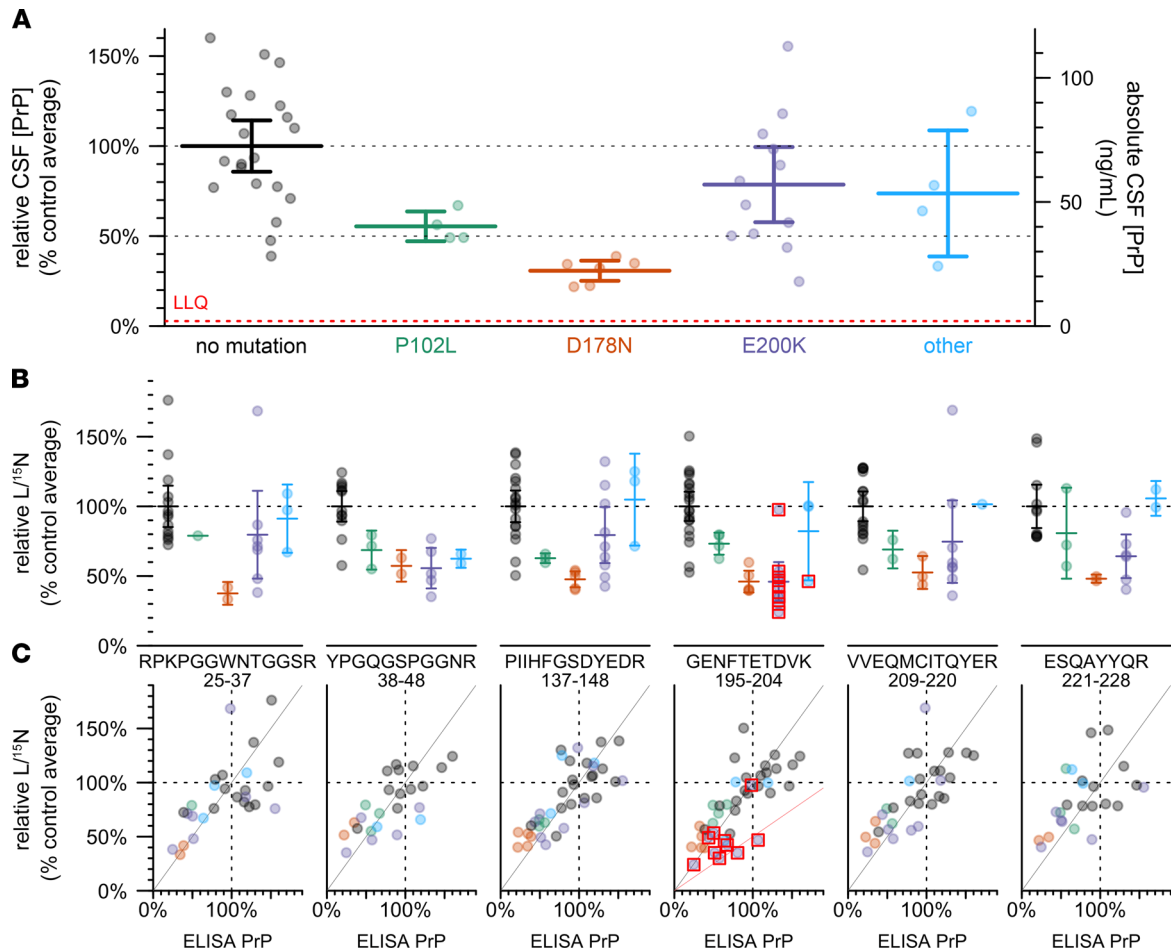 A
relative CSF [PrP]
(% control average)
150%
100%
50%
0%
LLQ
absolute CSF [PrP]
(ng/mL)
100
50
0
no mutation P102L D178N E200K other
B
relative L/¹⁵N
(% control average)
150%
100%
50%
0%
C
RPKPGGWNTGGSR YPGQGSPGGNR PIIHFGSDYEDR GENFTETDVK VVEQMCITQYER ESQAYYQR
25-37 38-48 137-148 195-204 209-220 221-228
relative L/¹⁵N
(% control average)
150%
100%
50%
0%
0% 100% 0% 100% 0% 100% 0% 100% 0% 100% 0% 100%
ELISA PrP ELISA PrP ELISA PrP ELISA PrP ELISA PrP ELISA PrP